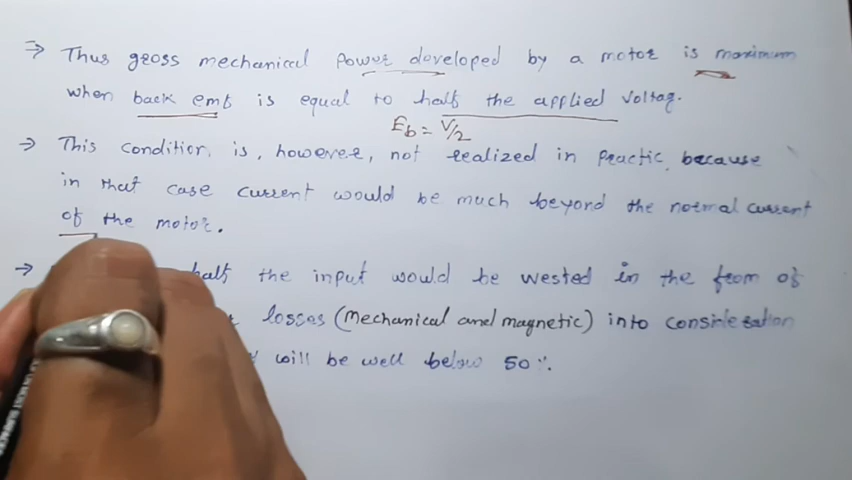 ⇒ Thus gross mechanical power developed by a motor is maximum
when back emf is equal to half the applied voltag.
Eb = V/2
→ This condition is, however, not realized in Practic, because
in that case current would be much beyond the normal current
of the motor.
→ half the input would be wested in the from of
losses (mechanical and magnetic) into consideration
will be well below 50%.